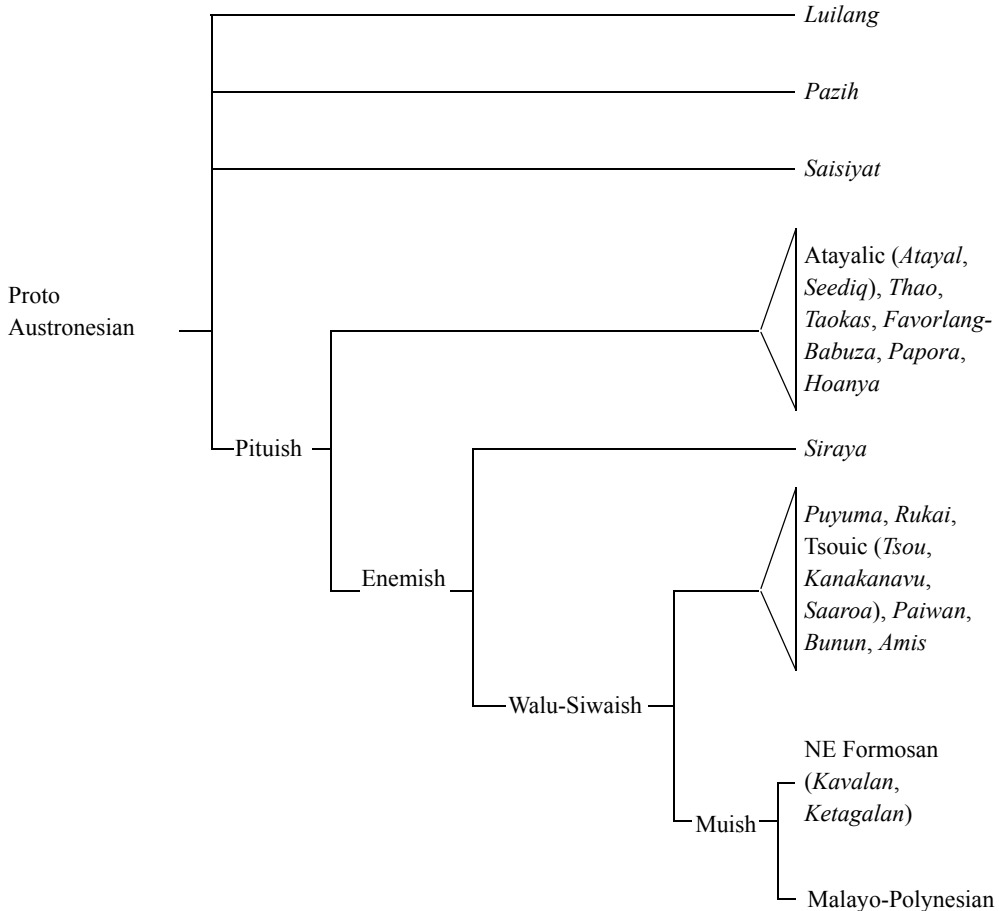 Luilang
Pazih
Saisiyat
Atayalic (Atayal,
Seediq), Thao,
Taokas, Favorlang-
Babuza, Papora,
Hoanya
Proto
Austronesian
Pituish
Siraya
Puyuma, Rukai,
Tsouic (Tsou,
Kanakanavu,
Saaroa), Paiwan,
Bunun, Amis
Enemish
Walu-Siwaish
NE Formosan
(Kavalan,
Ketagalan)
Muish
Malayo-Polynesian